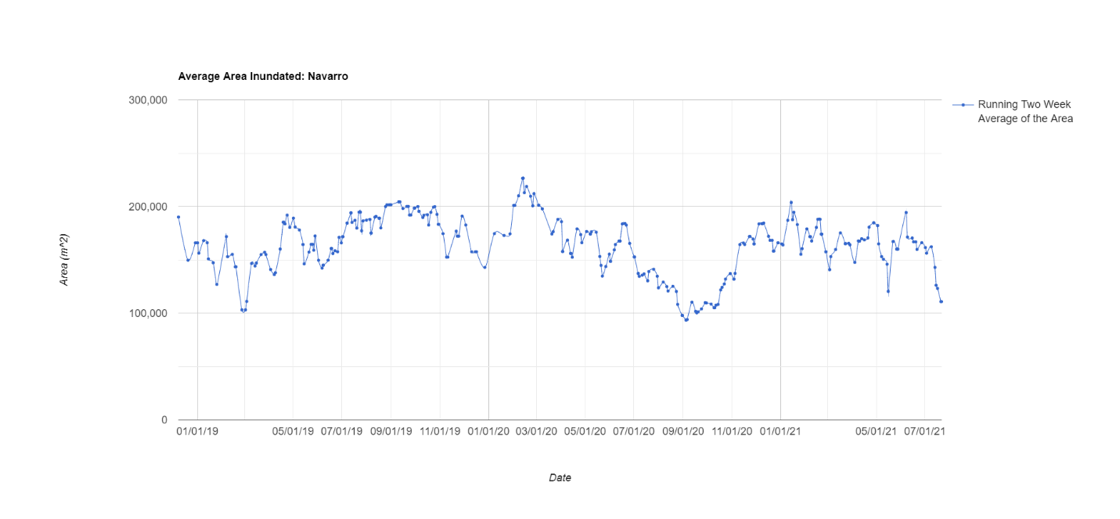 Average Area Inundated: Navarro
300,000
200,000
100,000
0
Area (m^2)
Running Two Week
Average of the Area
01/01/19 05/01/19 07/01/19 09/01/19 11/01/19 01/01/20 03/01/20 05/01/20 07/01/20 09/01/20 11/01/20 01/01/21 05/01/21 07/01/21
Date